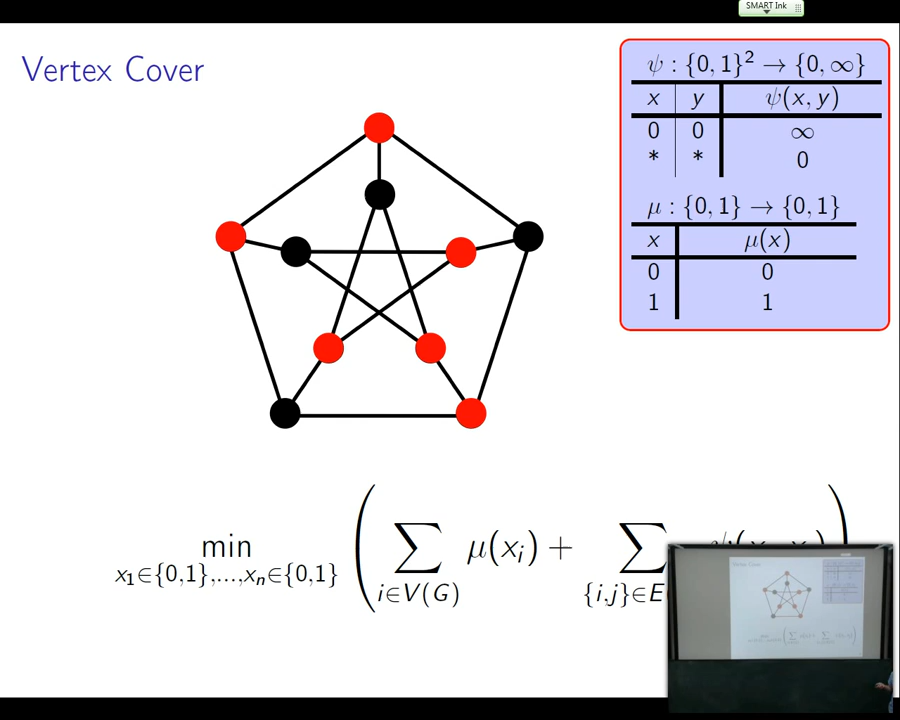 SMART Ink
Vertex Cover
ψ : {0, 1}² → {0, ∞}
x y ψ(x, y)
0 0 ∞
* * 0
μ : {0, 1} → {0, 1}
x μ(x)
0 0
1 1
min x₁∈{0,1},...,xₙ∈{0,1} ( ∑ i∈V(G) μ(xᵢ) + ∑ {i,j}∈E